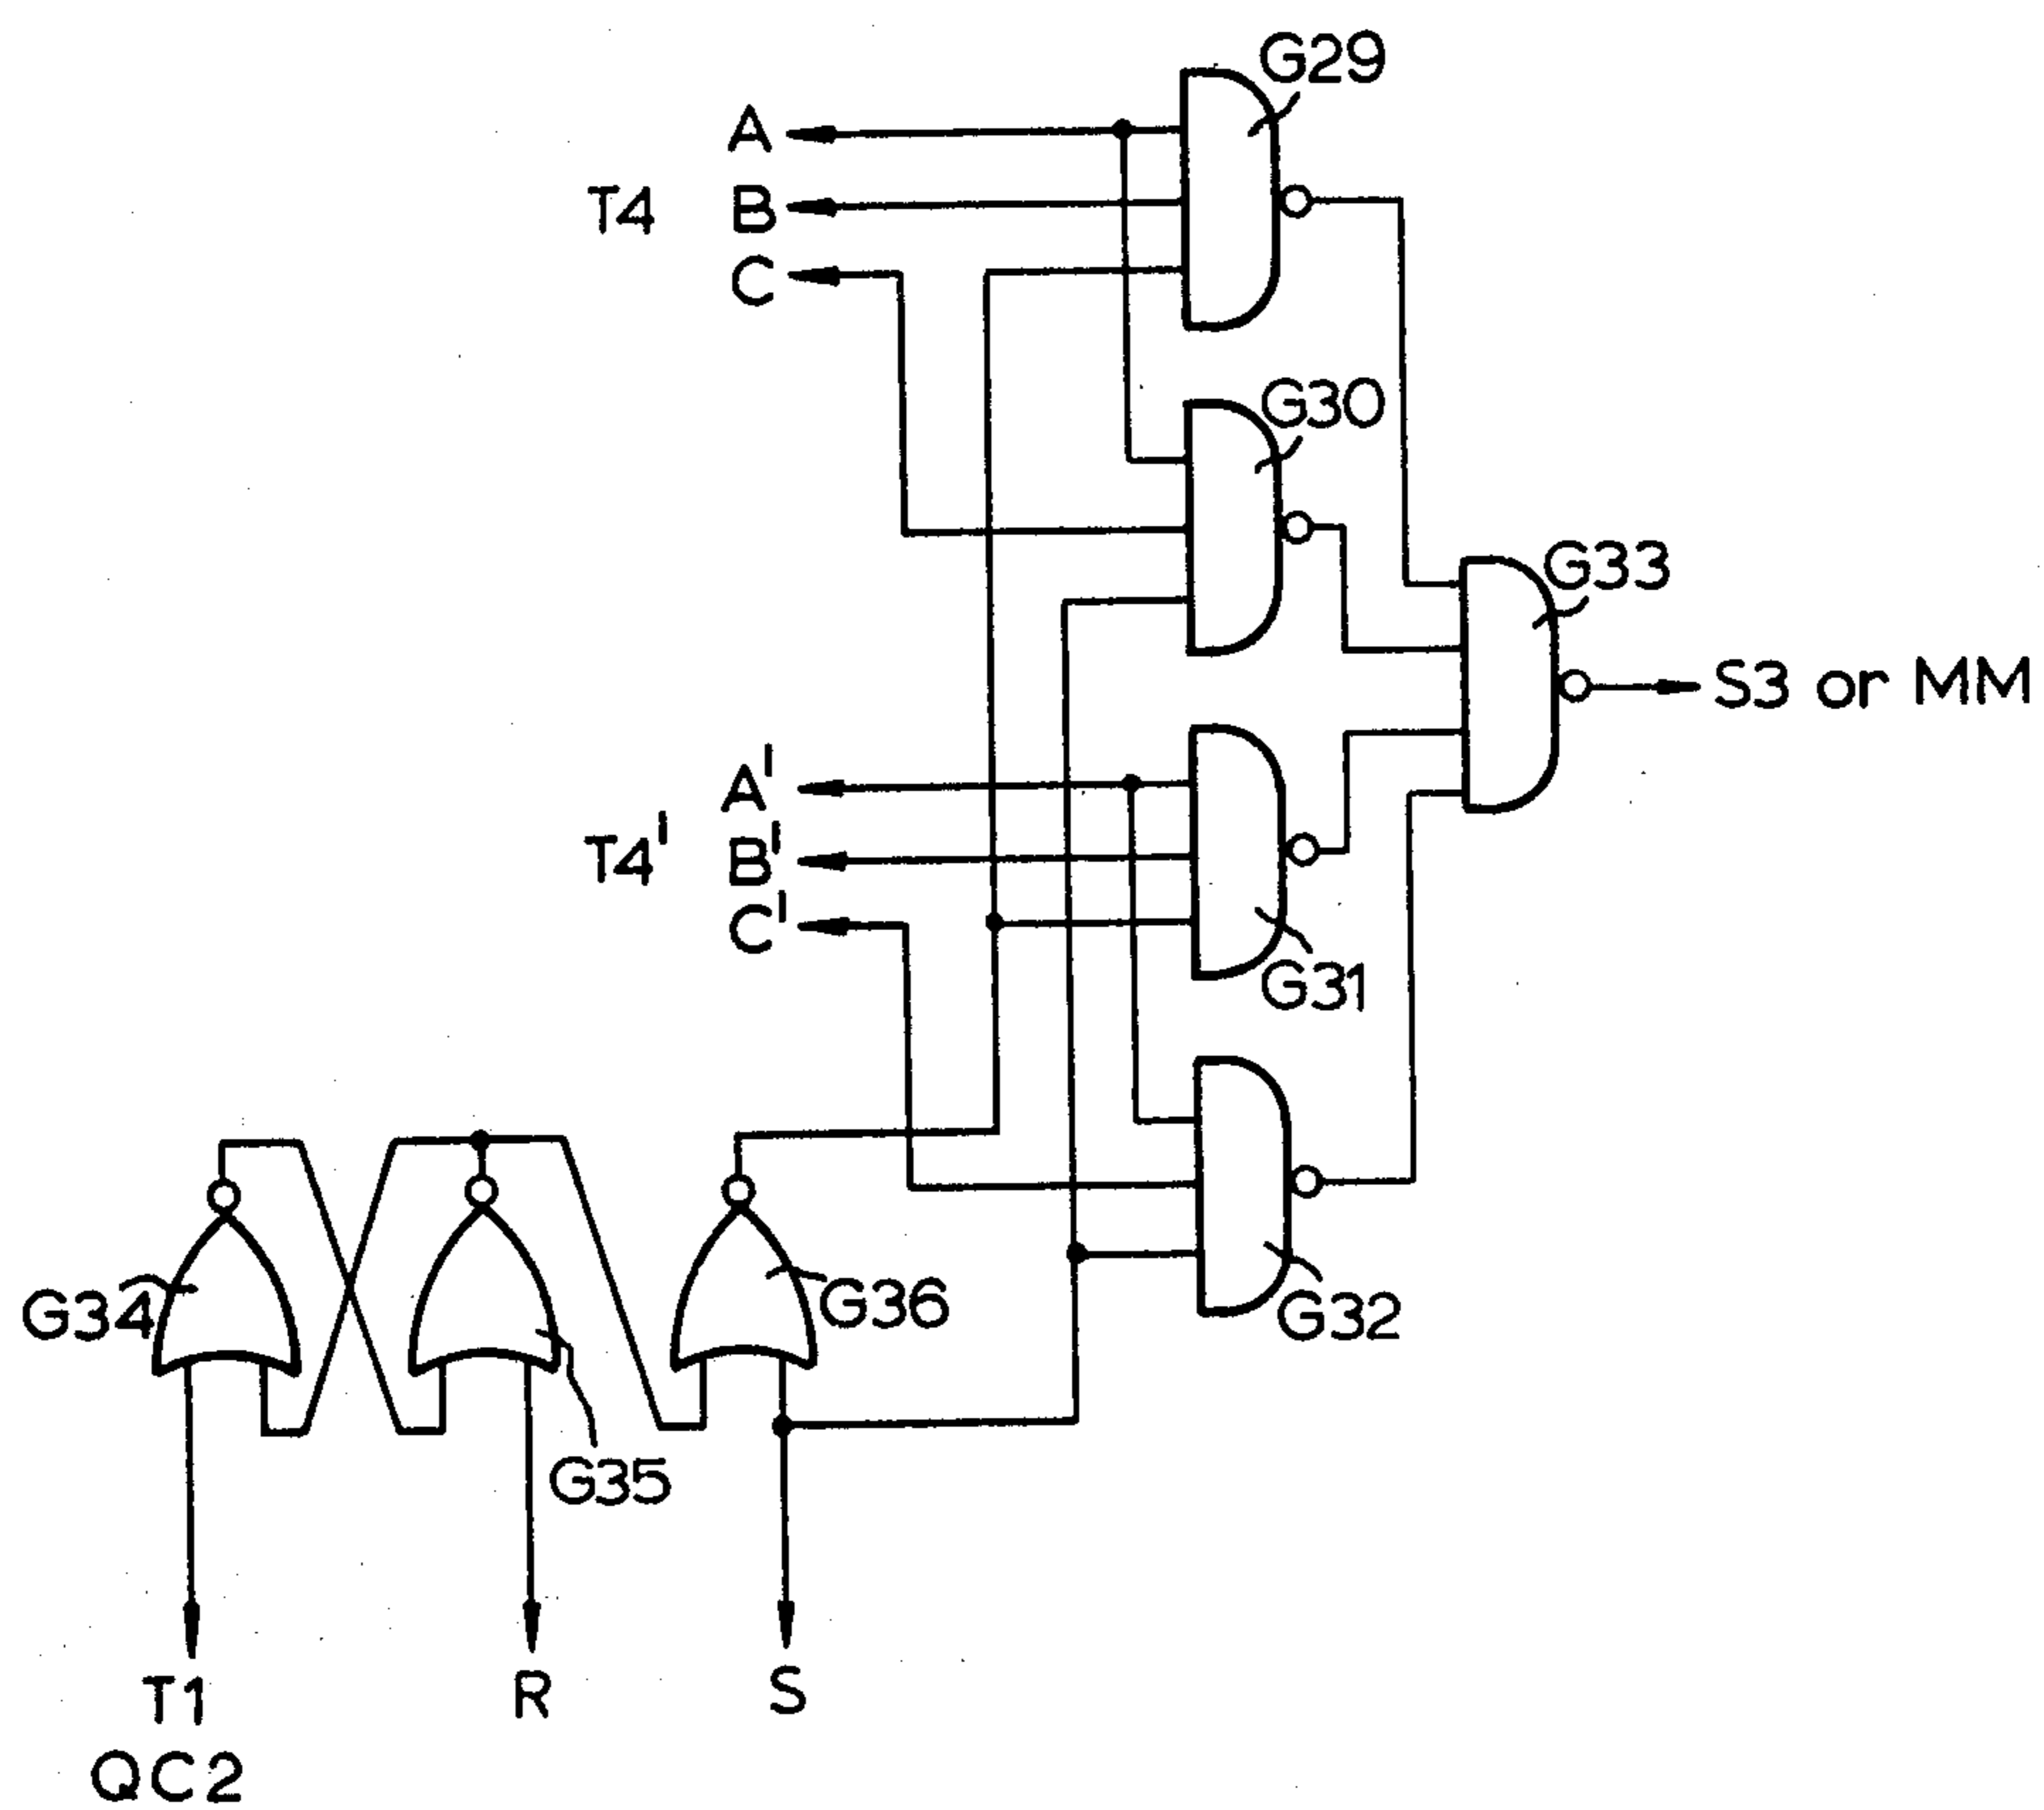 G29
A
T4 B
C
G30
G33
S3 or MM
A'
T4' B'
C'
G31
G32
G34
G36
G35
T1
QC2
R
S